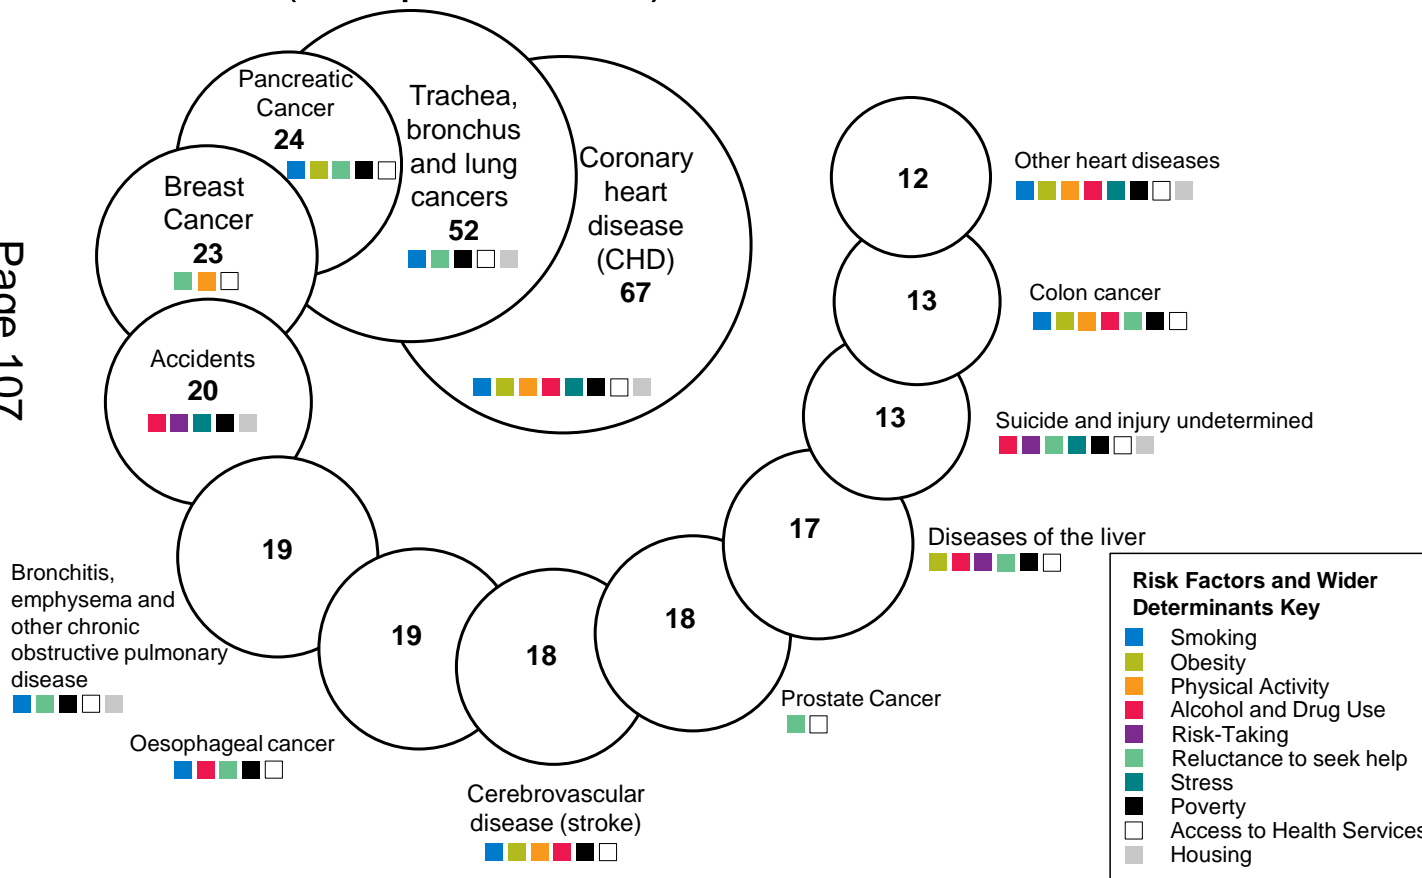 Pancreatic
Cancer
24
Trachea,
bronchus
and lung
cancers
52
Coronary
heart
disease
(CHD)
67
Breast
Cancer
23
Accidents
20
19
Bronchitis,
emphysema and
other chronic
obstructive pulmonary
disease
19
Oesophageal cancer
18
Cerebrovascular
disease (stroke)
18
Prostate Cancer
17
Diseases of the liver
13
Suicide and injury undetermined
13
Colon cancer
12
Other heart diseases
Risk Factors and Wider
Determinants Key
Smoking
Obesity
Physical Activity
Alcohol and Drug Use
Risk-Taking
Reluctance to seek help
Stress
Poverty
Access to Health Services
Housing
Page 107